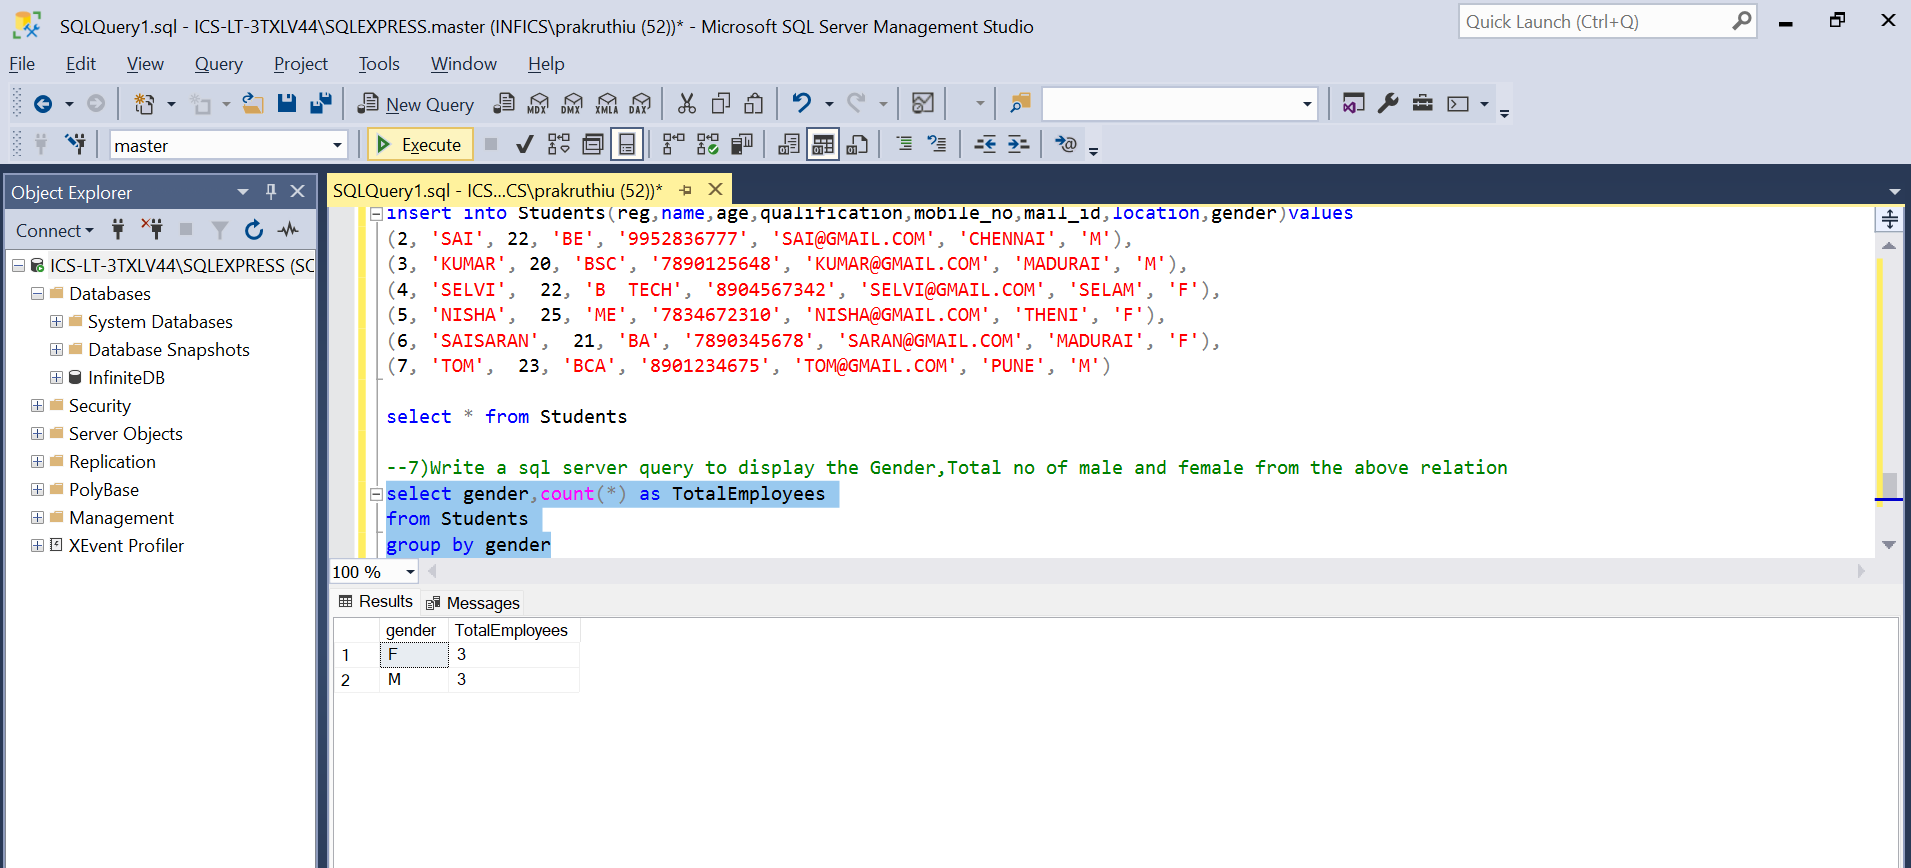 SQLQuery1.sql - ICS-LT-3TXLV44\SQLEXPRESS.master (INFICS\prakruthiu (52))* - Microsoft SQL Server Management Studio
Quick Launch (Ctrl+Q)
File Edit View Query Project Tools Window Help
New Query MDX DMX XMLA DAX
master Execute
Object Explorer
Connect
ICS-LT-3TXLV44\SQLEXPRESS (SC
Databases
System Databases
Database Snapshots
InfiniteDB
Security
Server Objects
Replication
PolyBase
Management
XEvent Profiler
SQLQuery1.sql - ICS...CS\prakruthiu (52))*
insert into Students(reg,name,age,qualification,mobile_no,mail_id,location,gender)values
(2, 'SAI', 22, 'BE', '9952836777', 'SAI@GMAIL.COM', 'CHENNAI', 'M'),
(3, 'KUMAR', 20, 'BSC', '7890125648', 'KUMAR@GMAIL.COM', 'MADURAI', 'M'),
(4, 'SELVI',  22, 'B  TECH', '8904567342', 'SELVI@GMAIL.COM', 'SELAM', 'F'),
(5, 'NISHA',  25, 'ME', '7834672310', 'NISHA@GMAIL.COM', 'THENI', 'F'),
(6, 'SAISARAN',  21, 'BA', '7890345678', 'SARAN@GMAIL.COM', 'MADURAI', 'F'),
(7, 'TOM',  23, 'BCA', '8901234675', 'TOM@GMAIL.COM', 'PUNE', 'M')
select * from Students
--7)Write a sql server query to display the Gender,Total no of male and female from the above relation
select gender,count(*) as TotalEmployees
from Students
group by gender
100 %
Results Messages
gender TotalEmployees
1 F 3
2 M 3